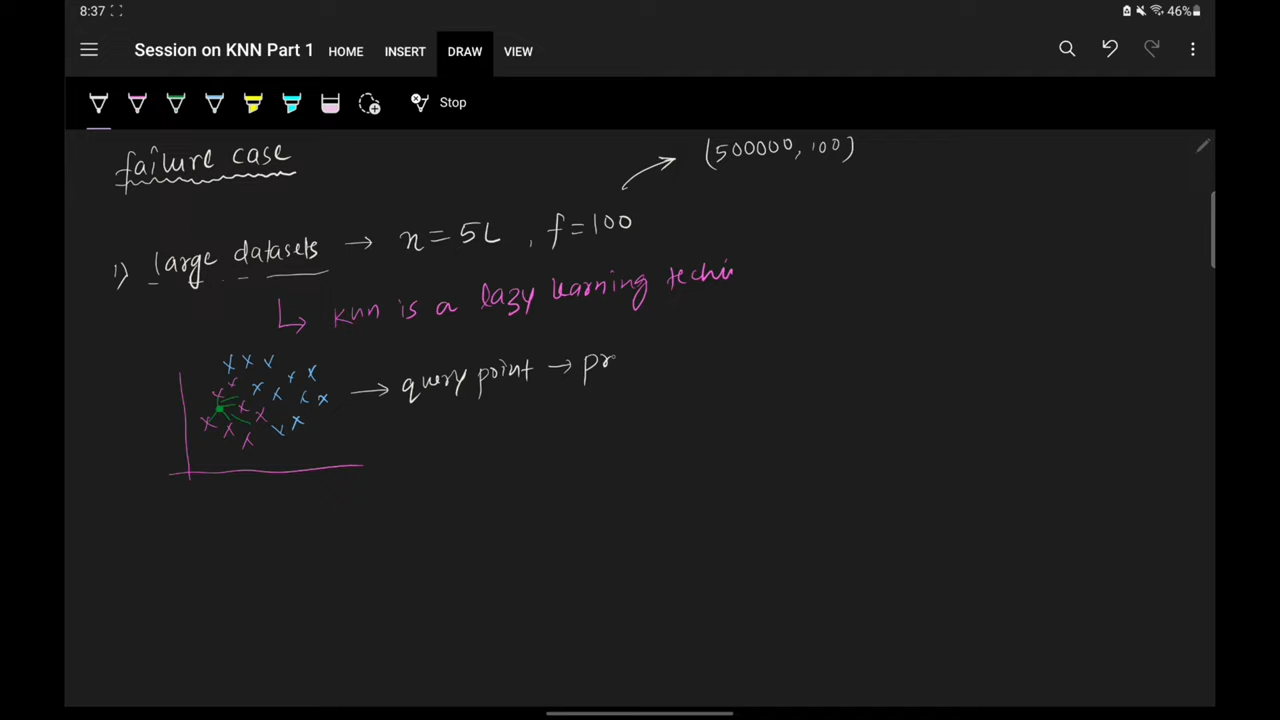 8:37
46%
Session on KNN Part 1 HOME INSERT DRAW VIEW
Stop
failure case
(500000, 100)
1) large datasets → n = 5L , f = 100
↳ knn is a lazy learning techni
→ query point → pr